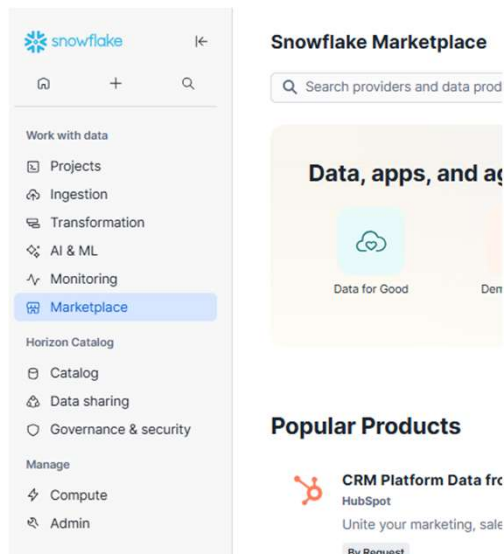 snowflake
Work with data
Projects
Ingestion
Transformation
AI & ML
Monitoring
Marketplace
Horizon Catalog
Catalog
Data sharing
Governance & security
Manage
Compute
Admin
Snowflake Marketplace
Search providers and data prod
Data, apps, and ag
Data for Good
Dem
Popular Products
CRM Platform Data fro
HubSpot
Unite your marketing, sale
By Request